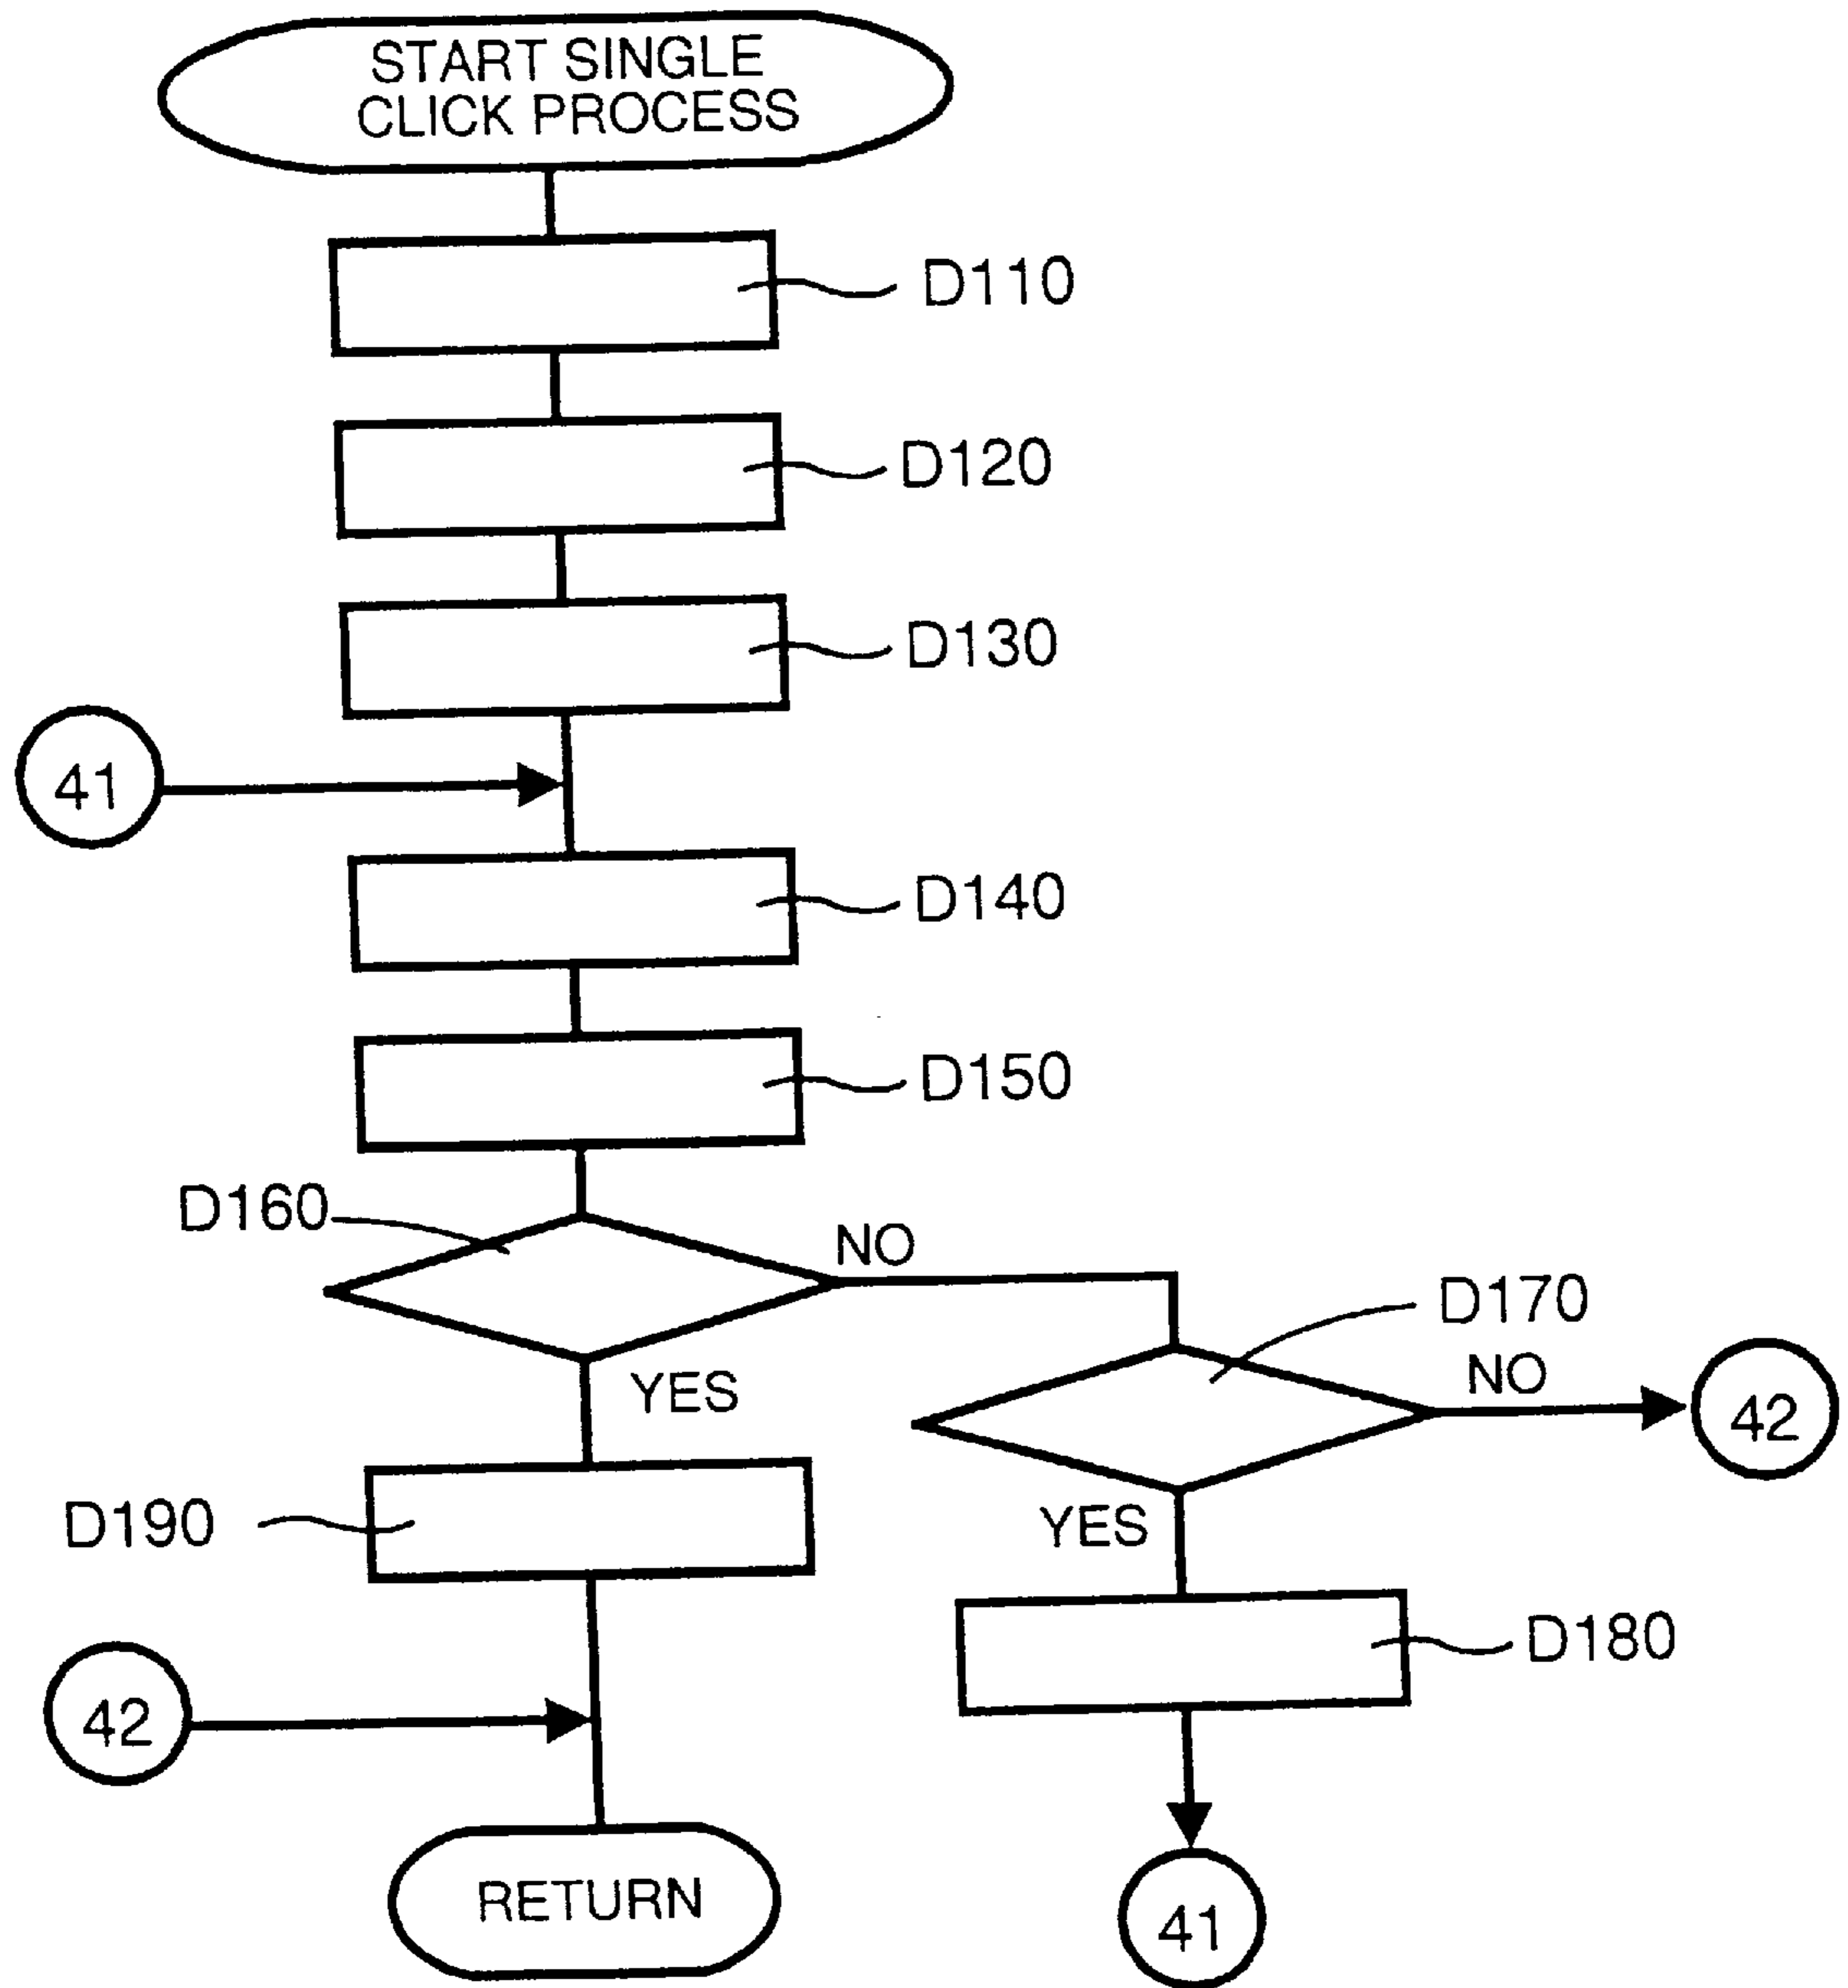 START SINGLE
CLICK PROCESS
D110
D120
D130
41
D140
D150
D160
NO
D170
NO
42
YES
D190
YES
D180
42
RETURN
41